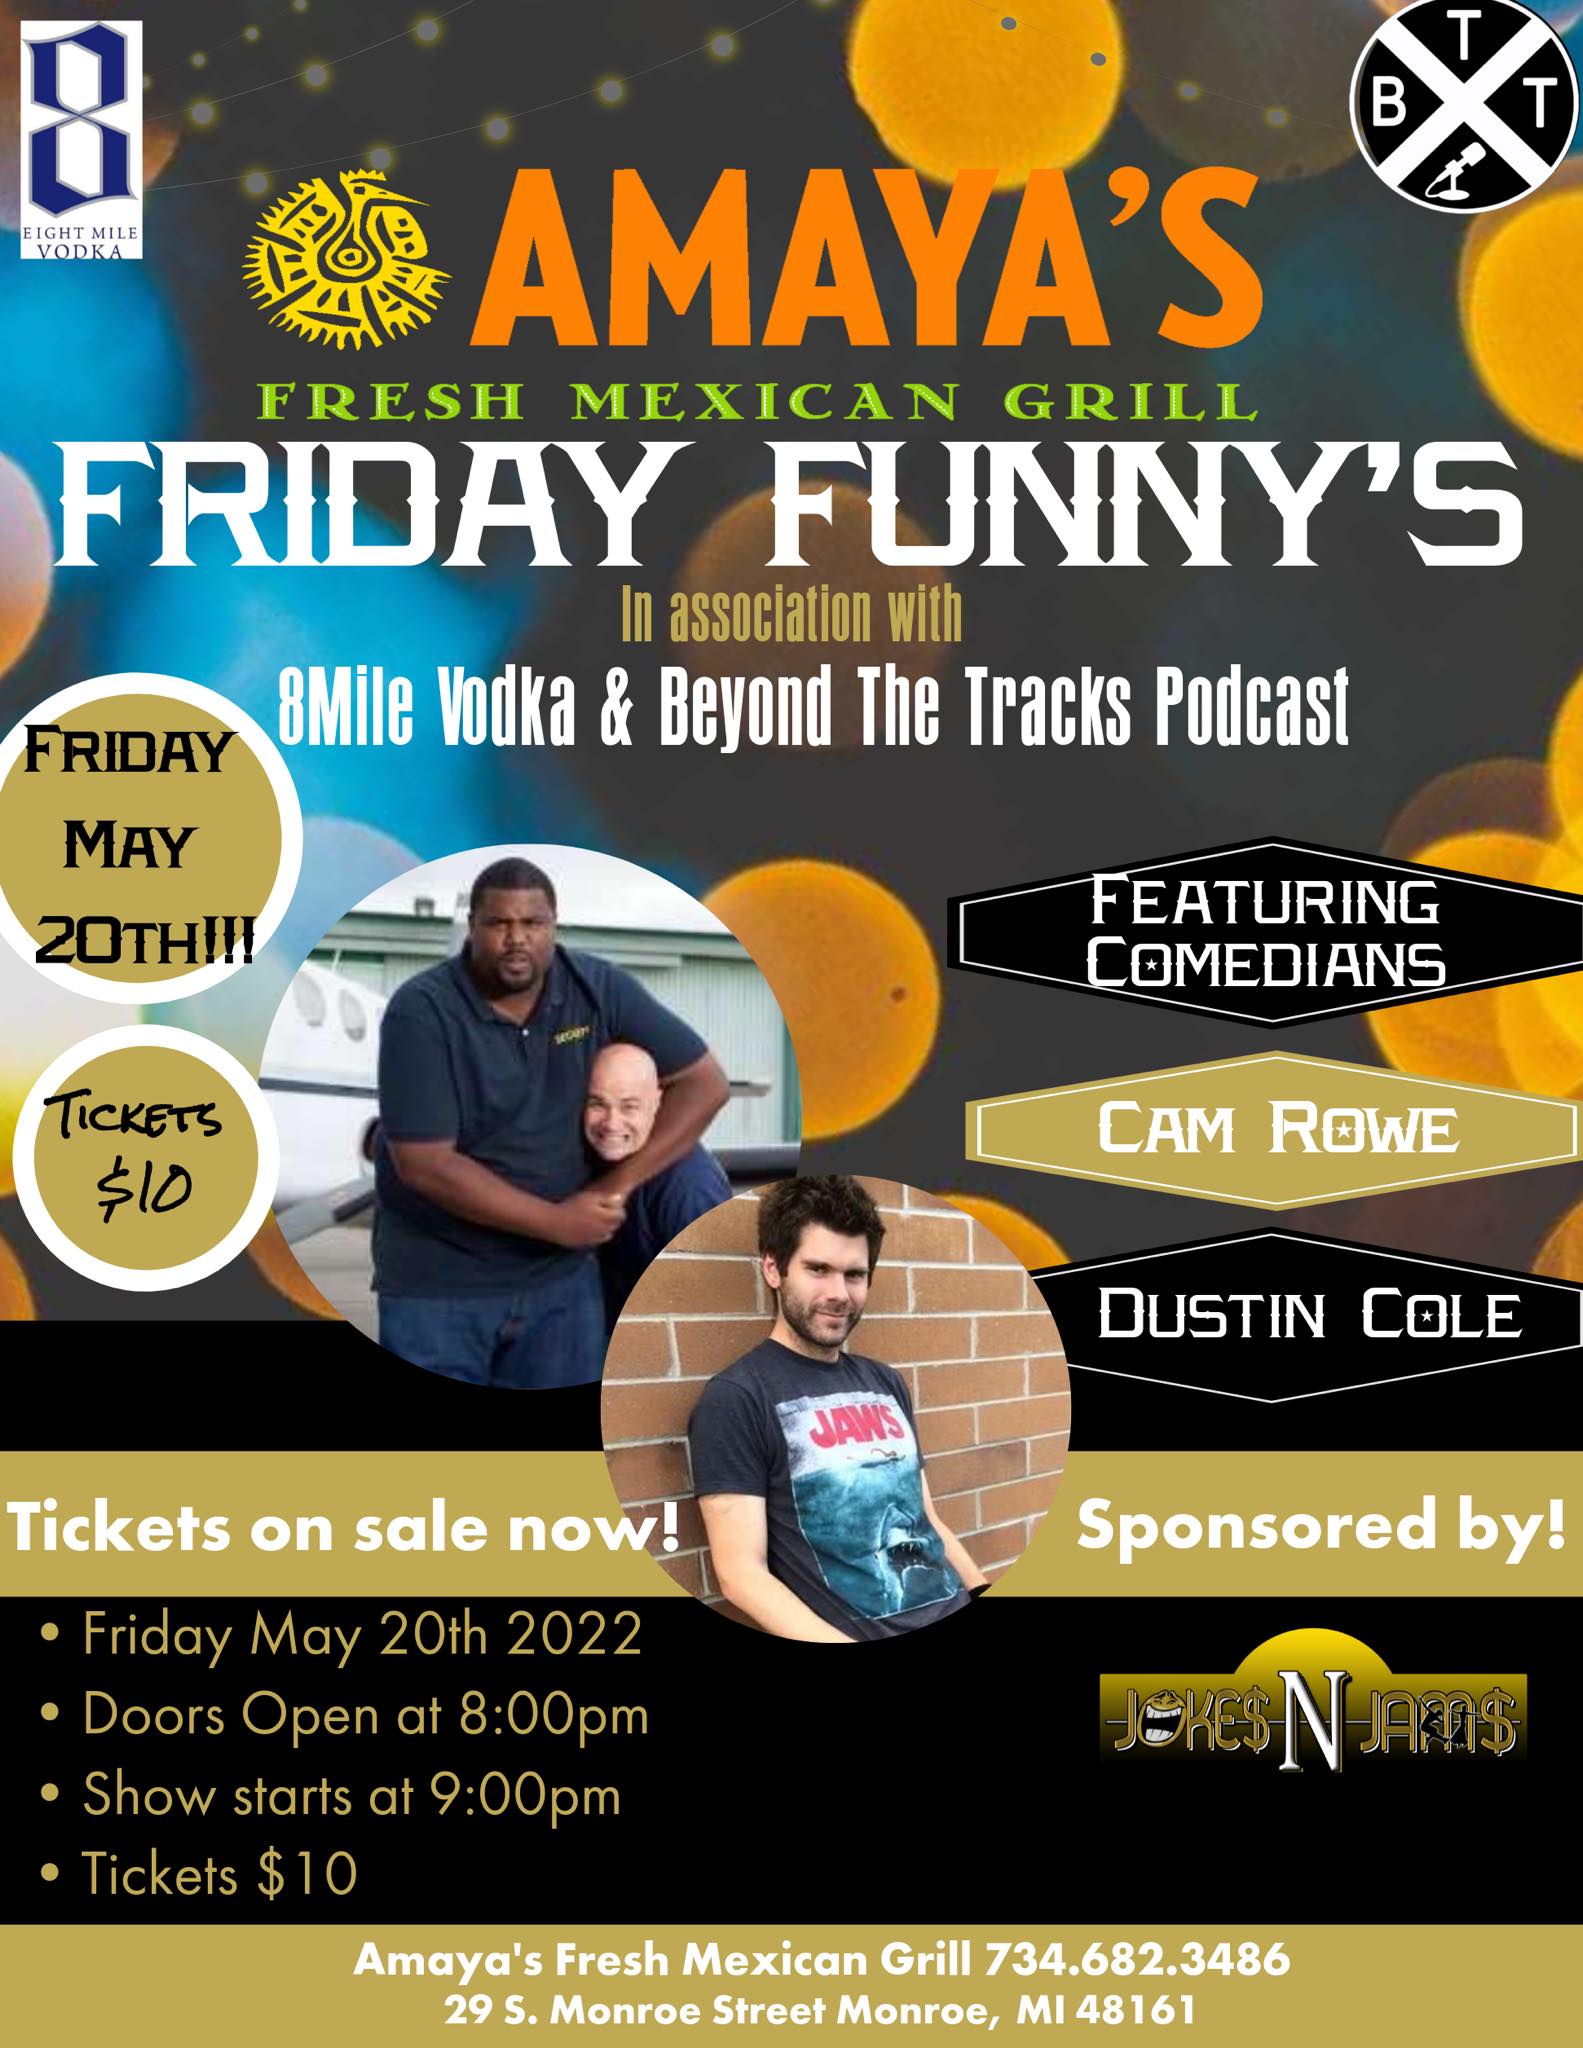 EIGHT MILE
VODKA
T
B T
AMAYA'S
FRESH MEXICAN GRILL
FRIDAY FUNNY'S
In association with
8Mile Vodka & Beyond The Tracks Podcast
FRIDAY
MAY
20TH!!!
TICKETS
$10
FEATURING
COMEDIANS
CAM ROWE
DUSTIN COLE
JAWS
Tickets on sale now!
Sponsored by!
• Friday May 20th 2022
• Doors Open at 8:00pm
• Show starts at 9:00pm
• Tickets $10
JOKE$ N JAM$
Amaya's Fresh Mexican Grill 734.682.3486
29 S. Monroe Street Monroe, MI 48161